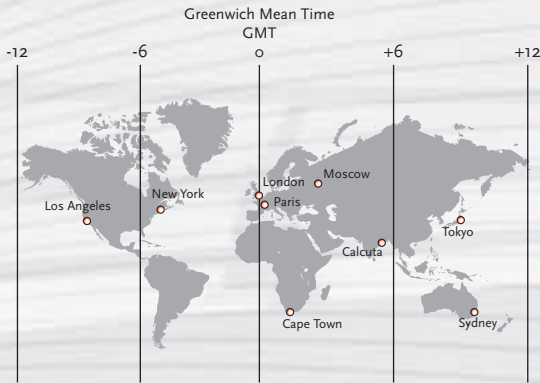 Greenwich Mean Time
GMT
-12 -6 0 +6 +12
London
Moscow
New York
Paris
Los Angeles
Tokyo
Calcuta
Cape Town
Sydney